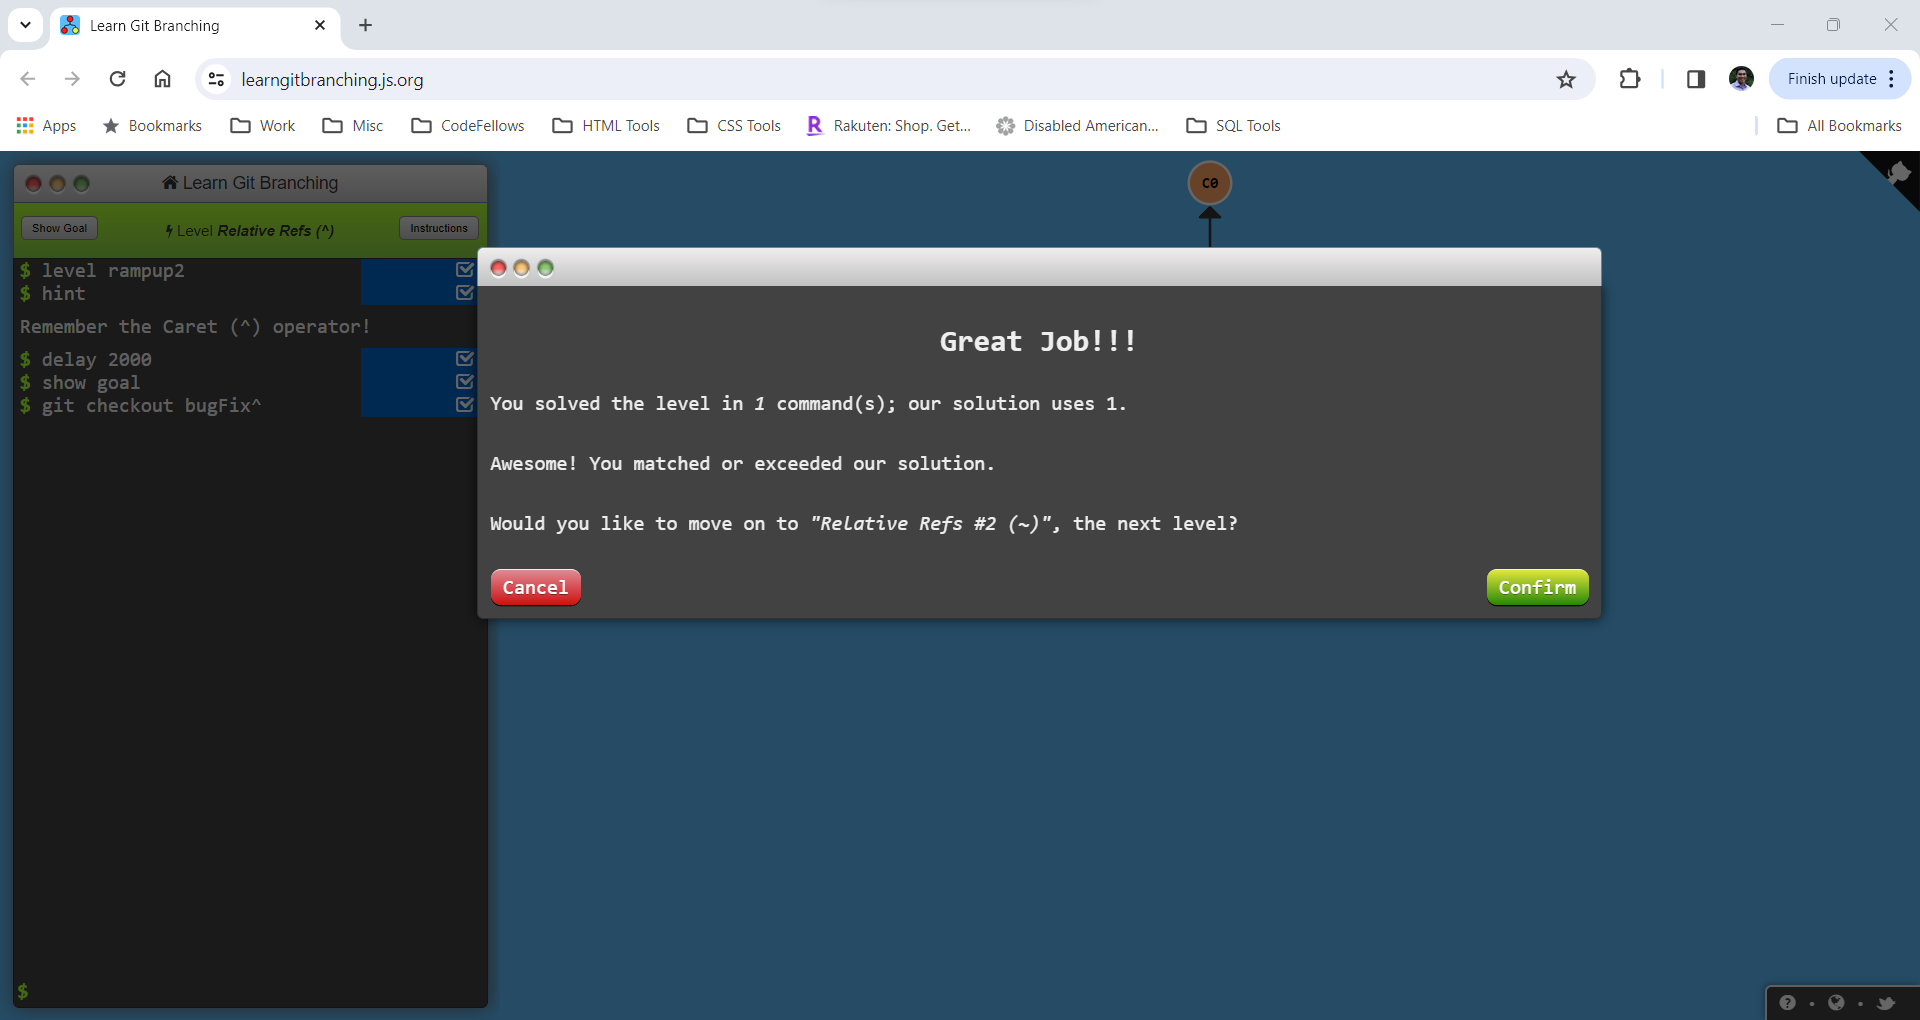 Learn Git Branching
learngitbranching.js.org
Finish update
Apps
Bookmarks
Work
Misc
CodeFellows
HTML Tools
CSS Tools
Rakuten: Shop. Get...
Disabled American...
SQL Tools
All Bookmarks
Learn Git Branching
Show Goal
Level Relative Refs (^)
Instructions
$ level rampup2
$ hint
Remember the Caret (^) operator!
$ delay 2000
$ show goal
$ git checkout bugFix^
$
C0
Great Job!!!
You solved the level in 1 command(s); our solution uses 1.
Awesome! You matched or exceeded our solution.
Would you like to move on to "Relative Refs #2 (~)", the next level?
Cancel
Confirm